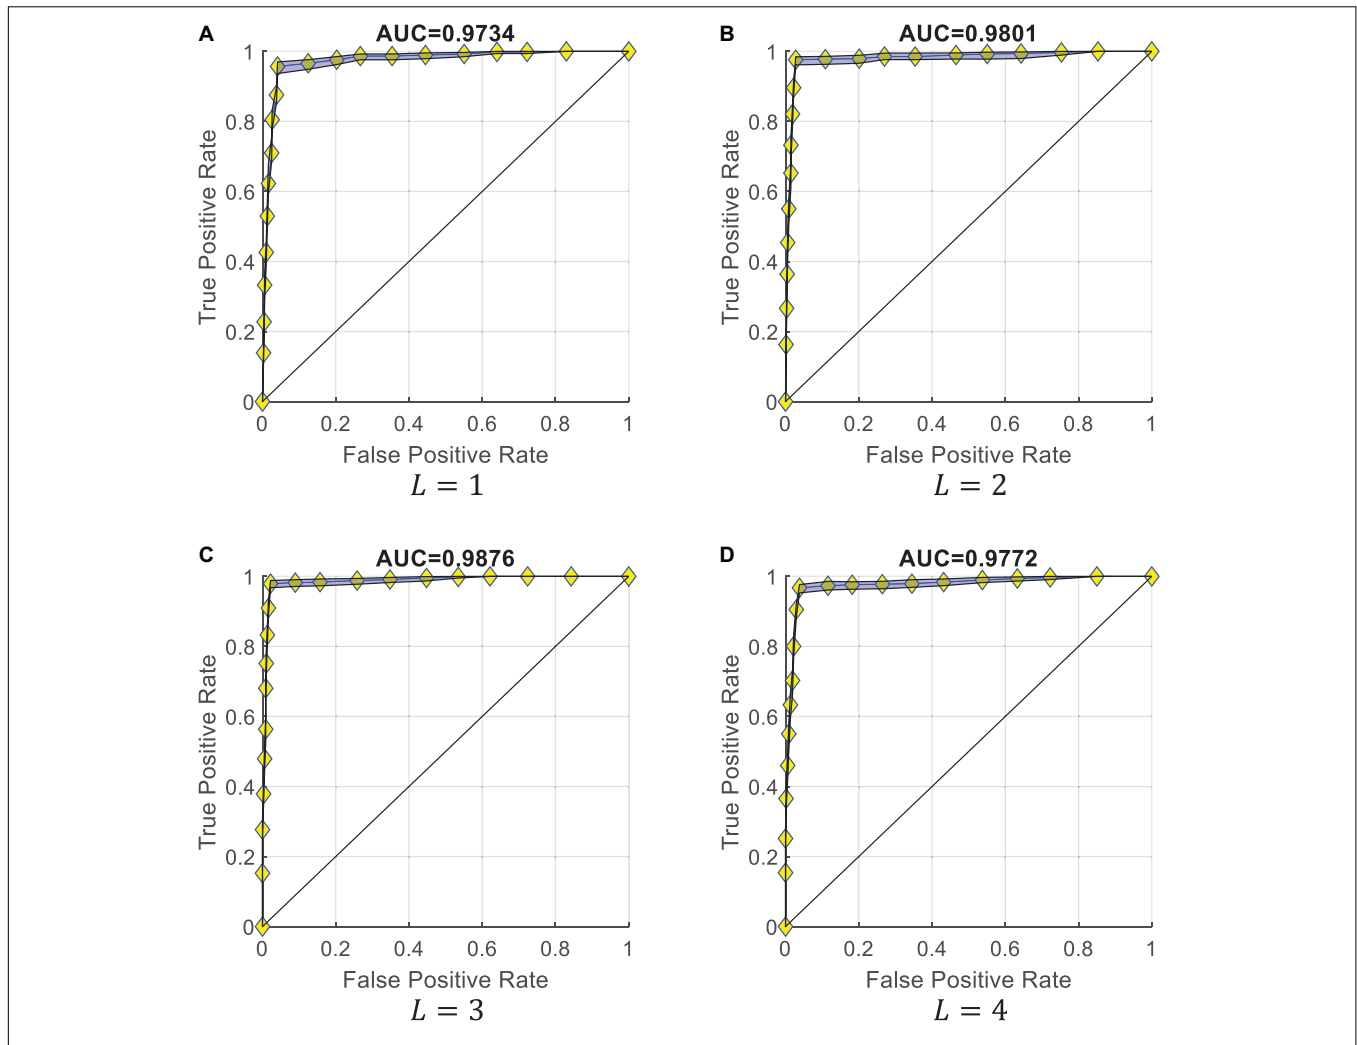 A
AUC=0.9734
1
0.8
0.6
0.4
0.2
0
True Positive Rate
0 0.2 0.4 0.6 0.8 1
False Positive Rate
L = 1
B
AUC=0.9801
1
0.8
0.6
0.4
0.2
0
True Positive Rate
0 0.2 0.4 0.6 0.8 1
False Positive Rate
L = 2
C
AUC=0.9876
1
0.8
0.6
0.4
0.2
0
True Positive Rate
0 0.2 0.4 0.6 0.8 1
False Positive Rate
L = 3
D
AUC=0.9772
1
0.8
0.6
0.4
0.2
0
True Positive Rate
0 0.2 0.4 0.6 0.8 1
False Positive Rate
L = 4